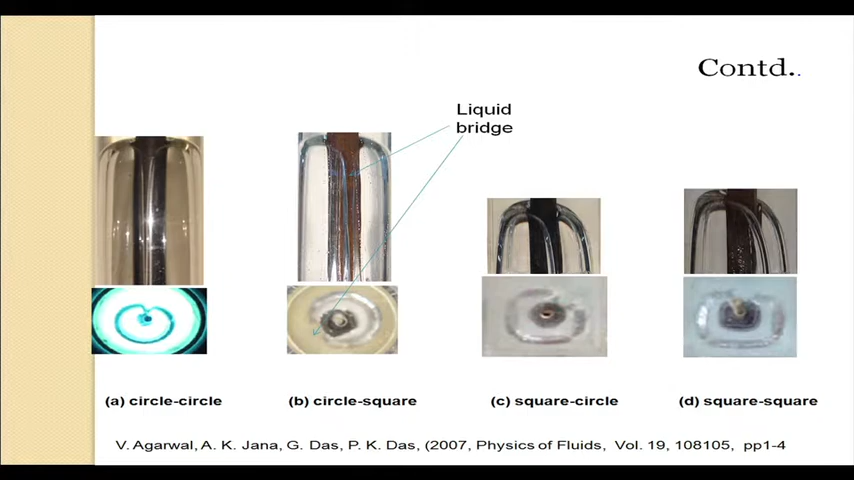 Contd..
Liquid
bridge
(a) circle-circle
(b) circle-square
(c) square-circle
(d) square-square
V. Agarwal, A. K. Jana, G. Das, P. K. Das, (2007, Physics of Fluids, Vol. 19, 108105, pp1-4